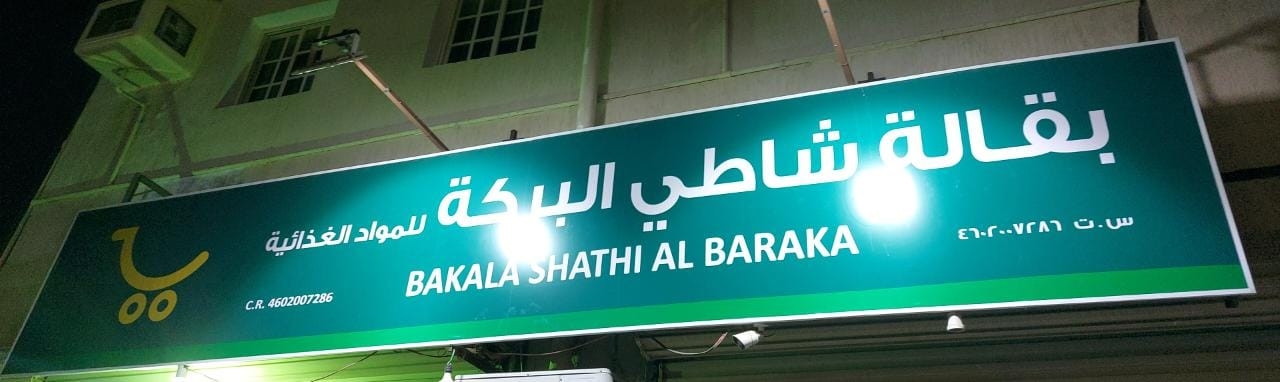 بقالة شاطي البركة للمواد الغذائية
BAKALA SHATHI AL BARAKA
س.ت ٤٦٠٢٠٠٧٢٨٦
C.R. 4602007286